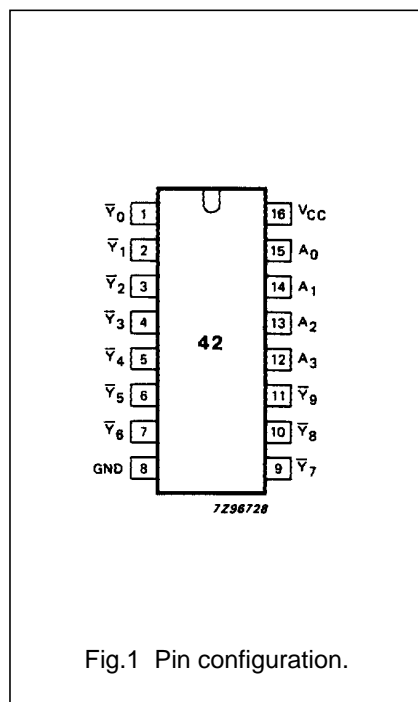 Y̅0 1 16 VCC
Y̅1 2 15 A0
Y̅2 3 14 A1
Y̅3 4 13 A2
42
Y̅4 5 12 A3
Y̅5 6 11 Y̅9
Y̅6 7 10 Y̅8
GND 8 9 Y̅7
7Z96728
Fig.1 Pin configuration.